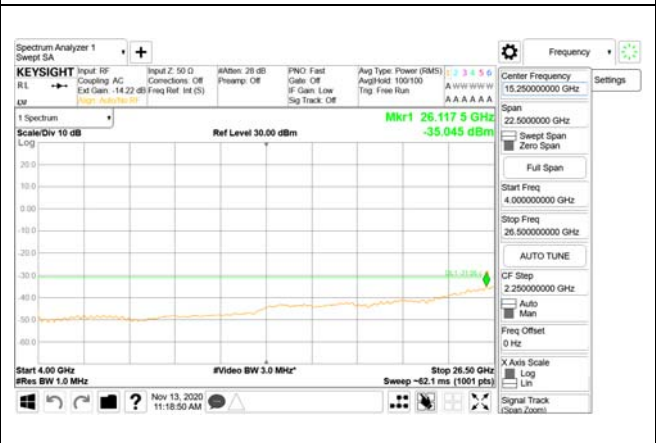 Spectrum Analyzer 1
Swept SA
Frequency
KEYSIGHT
RL
Input: RF
Coupling: AC
Ext Gain: -14.22 dB
Align: Auto/No RF
Input Z: 50 Ω
Corrections: Off
Freq Ref: Int (S)
#Atten: 28 dB
Preamp: Off
PNO: Fast
Gate: Off
IF Gain: Low
Sig Track: Off
Avg Type: Power (RMS)
Avg|Hold: 100/100
Trig: Free Run
1 2 3 4 5 6
A W W W W W
A A A A A A
1 Spectrum
Mkr1 26.117 5 GHz
Scale/Div 10 dB
Ref Level 30.00 dBm
-35.045 dBm
Log
20.0
10.0
0.00
-10.0
-20.0
-30.0
-40.0
-50.0
-60.0
Start 4.00 GHz
#Video BW 3.0 MHz*
Stop 26.50 GHz
#Res BW 1.0 MHz
Sweep ~62.1 ms (1001 pts)
Nov 13, 2020
11:18:50 AM
Center Frequency
15.250000000 GHz
Settings
Span
22.5000000 GHz
Swept Span
Zero Span
Full Span
Start Freq
4.000000000 GHz
Stop Freq
26.500000000 GHz
AUTO TUNE
CF Step
2.250000000 GHz
Auto
Man
Freq Offset
0 Hz
X Axis Scale
Log
Lin
Signal Track
(Span Zoom)